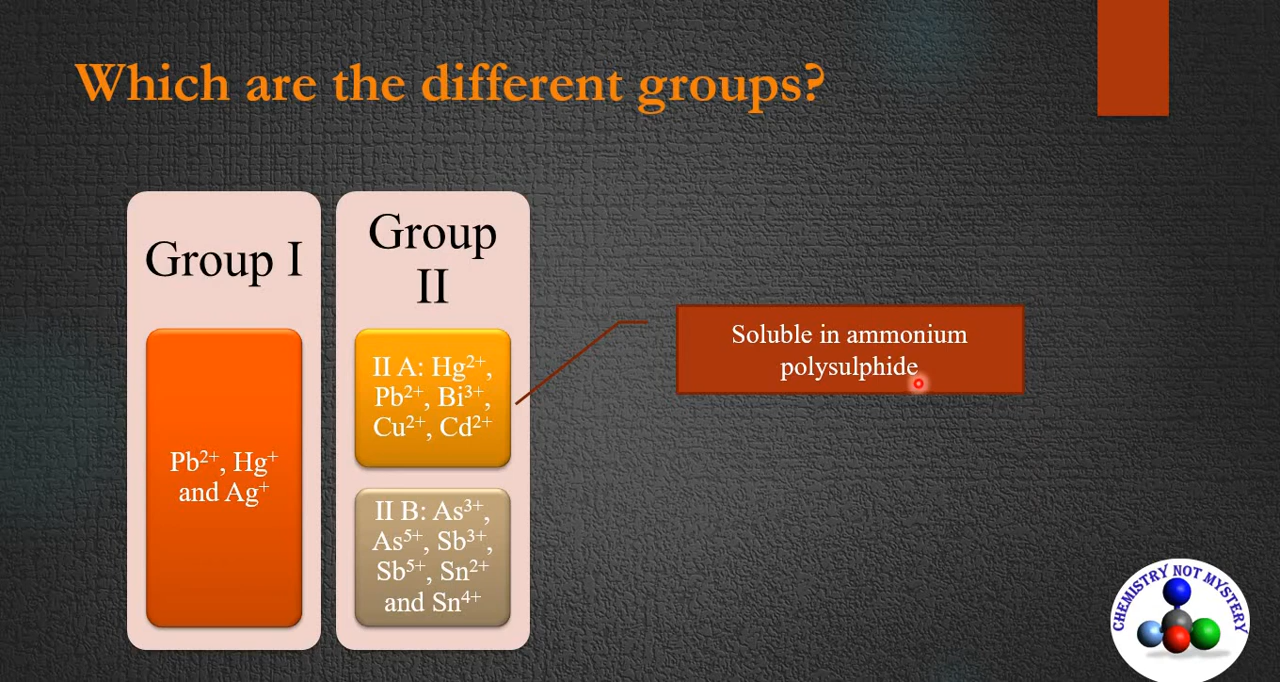 Which are the different groups?
Group I
Pb²⁺, Hg⁺
and Ag⁺
Group
II
II A: Hg²⁺,
Pb²⁺, Bi³⁺,
Cu²⁺, Cd²⁺
II B: As³⁺,
As⁵⁺, Sb³⁺,
Sb⁵⁺, Sn²⁺
and Sn⁴⁺
Soluble in ammonium
polysulphide
CHEMISTRY NOT MYSTERY